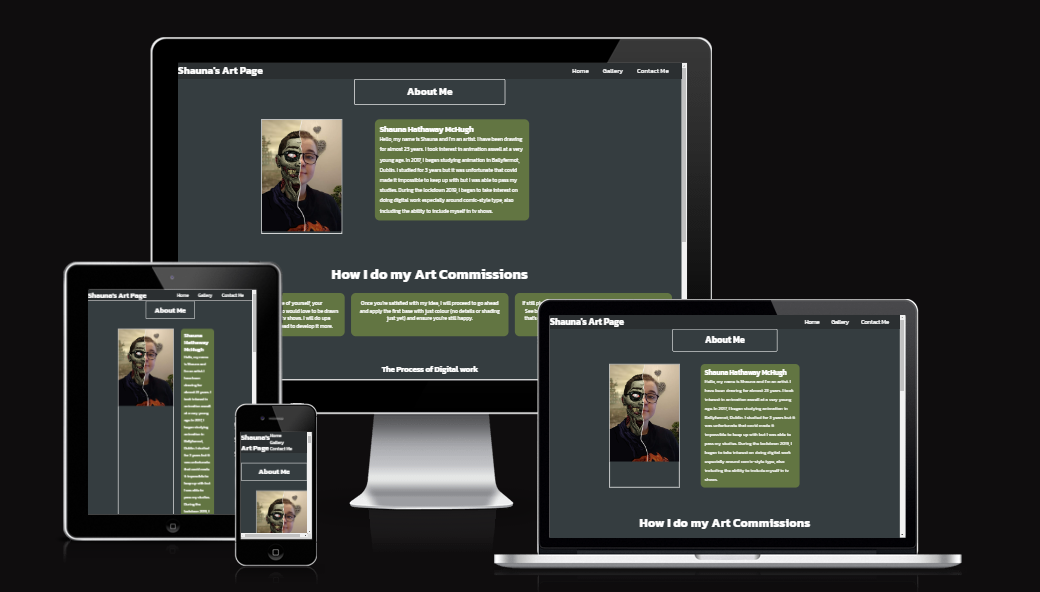 Shauna's Art Page
Home Gallery Contact Me
About Me
Shauna Hathaway McHugh
Hello, my name is Shauna and I'm an artist. I have been drawing
for almost 23 years. I took interest in animation aswell at a very
young age. In 2017, I began studying animation in Ballyfermot,
Dublin. I studied for 3 years but it was unfortunate that covid
made it impossible to keep up with but I was able to pass my
studies. During the lockdown 2019, I began to take interest on
doing digital work especially around comic-style type, also
including the ability to include myself in tv shows.
How I do my Art Commissions
e of yourself, your
s would love to be drawn
shows. I will do ups
to develop it more.
Once you're satisfied with my idea, I will proceed to go ahead
and apply the first base with just colour (no details or shading
just yet) and ensure you're still happy.
If still
See
that's
The Process of Digital work
Shauna's Art Page
Home Gallery Contact Me
About Me
Shauna
Hathaway
McHugh
Hello, my name
is Shauna and
I'm an artist. I
have been
drawing for
almost 23 years. I
took interest in
animation aswell
at a very young
age. In 2017, I
began studying
animation in
Ballyfermot,
Dublin. I studied
for 3 years but it
was unfortunate
that covid made
it impossible to
keep up with but
I was able to
pass my studies.
During the
lockdown 2019, I
Shauna's
Art Page
Home
Gallery
Contact Me
About Me
Shauna's Art Page
Home Gallery Contact Me
About Me
Shauna Hathaway McHugh
Hello, my name is Shauna and I'm an artist. I
have been drawing for almost 23 years. I took
interest in animation aswell at a very young
age. In 2017, I began studying animation in
Ballyfermot, Dublin. I studied for 3 years but it
was unfortunate that covid made it
impossible to keep up with but I was able to
pass my studies. During the lockdown 2019, I
began to take interest on doing digital work
especially around comic-style type, also
including the ability to include myself in tv
shows.
How I do my Art Commissions